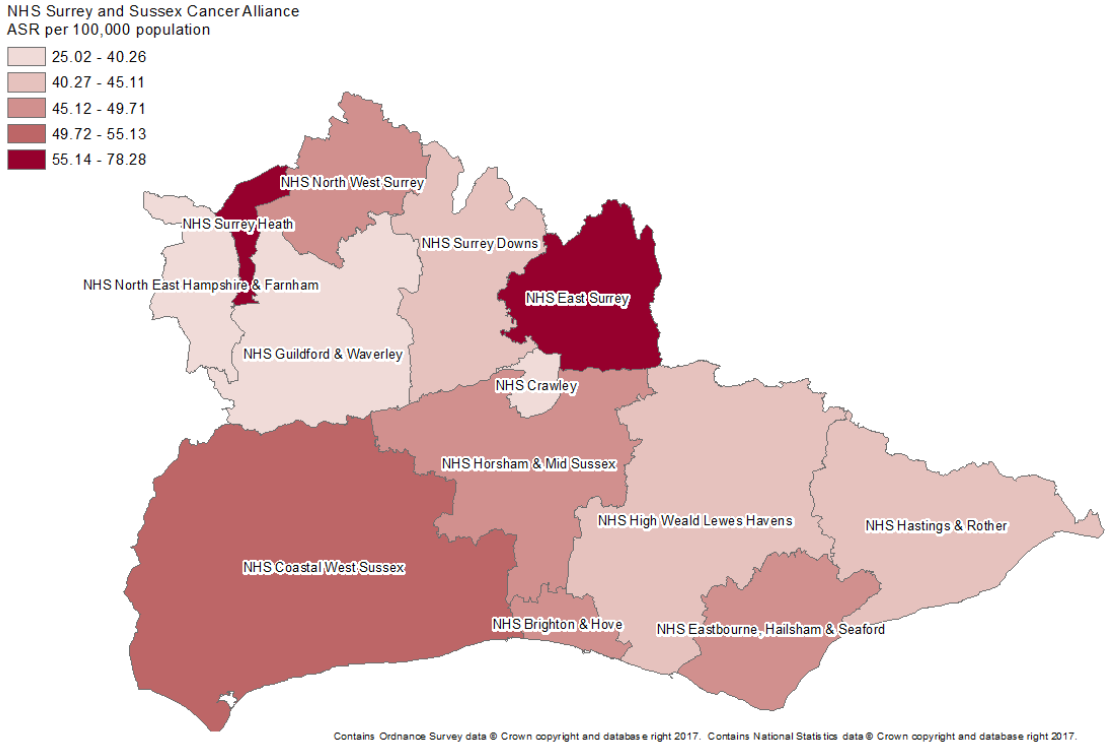 NHS Surrey and Sussex Cancer Alliance
ASR per 100,000 population
25.02 - 40.26
40.27 - 45.11
45.12 - 49.71
49.72 - 55.13
55.14 - 78.28
NHS North West Surrey
NHS Surrey Heath
NHS Surrey Downs
NHS North East Hampshire & Farnham
NHS East Surrey
NHS Guildford & Waverley
NHS Crawley
NHS Horsham & Mid Sussex
NHS High Weald Lewes Havens
NHS Hastings & Rother
NHS Coastal West Sussex
NHS Brighton & Hove
NHS Eastbourne, Hailsham & Seaford
Contains Ordnance Survey data ® Crown copyright and database right 2017. Contains National Statistics data ® Crown copyright and database right 2017.